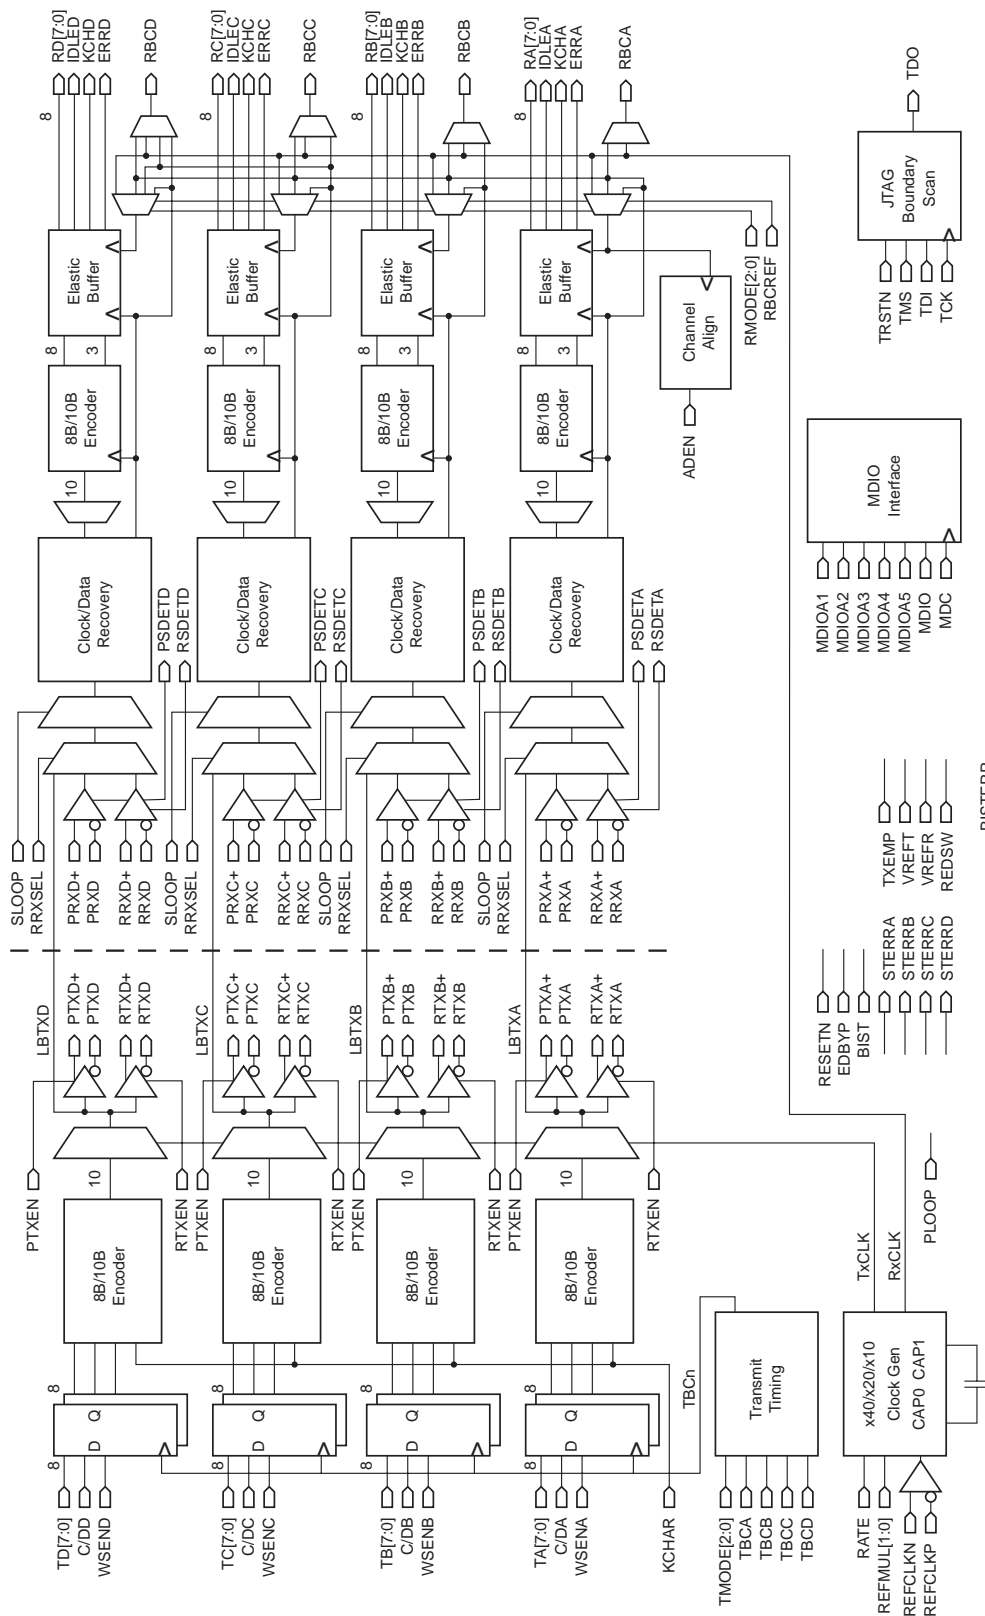 TD[7:0]
C/DD
WSEND
8
D Q
8
8B/10B
Encoder
PTXEN
10
RTXEN
LBTXD
PTXD+
PTXD
RTXD+
RTXD
SLOOP
RRXSEL
PRXD+
PRXD
RRXD+
RRXD
PSDETD
RSDETD
Clock/Data
Recovery
10
8B/10B
Encoder
8
3
Elastic
Buffer
8
RD[7:0]
IDLED
KCHD
ERRD
RBCD
TC[7:0]
C/DC
WSENC
8
D Q
8
8B/10B
Encoder
PTXEN
10
RTXEN
LBTXC
PTXC+
PTXC
RTXC+
RTXC
SLOOP
RRXSEL
PRXC+
PRXC
RRXC+
RRXC
PSDETC
RSDETC
Clock/Data
Recovery
10
8B/10B
Encoder
8
3
Elastic
Buffer
8
RC[7:0]
IDLEC
KCHC
ERRC
RBCC
TB[7:0]
C/DB
WSENB
8
D Q
8
8B/10B
Encoder
PTXEN
10
RTXEN
LBTXB
PTXB+
PTXB
RTXB+
RTXB
SLOOP
RRXSEL
PRXB+
PRXB
RRXB+
RRXB
PSDETB
RSDETB
Clock/Data
Recovery
10
8B/10B
Encoder
8
3
Elastic
Buffer
8
RB[7:0]
IDLEB
KCHB
ERRB
RBCB
TA[7:0]
C/DA
WSENA
8
D Q
8
8B/10B
Encoder
PTXEN
10
RTXEN
LBTXA
PTXA+
PTXA
RTXA+
RTXA
SLOOP
RRXSEL
PRXA+
PRXA
RRXA+
RRXA
PSDETA
RSDETA
Clock/Data
Recovery
10
8B/10B
Encoder
8
3
Elastic
Buffer
8
RA[7:0]
IDLEA
KCHA
ERRA
RBCA
KCHAR
TBCn
ADEN
Channel
Align
RMODE[2:0]
RBCREF
TMODE[2:0]
TBCA
TBCB
TBCC
TBCD
Transmit
Timing
RATE
REFMUL[1:0]
REFCLKN
REFCLKP
x40/x20/x10
Clock Gen
CAP0 CAP1
TxCLK
RxCLK
PLOOP
RESETN
EDBYP
BIST
STERRA
STERRB
STERRC
STERRD
TXEMP
VREFT
VREFR
REDSW
MDIOA1
MDIOA2
MDIOA3
MDIOA4
MDIOA5
MDIO
MDC
MDIO
Interface
TRSTN
TMS
TDI
TCK
JTAG
Boundary
Scan
TDO